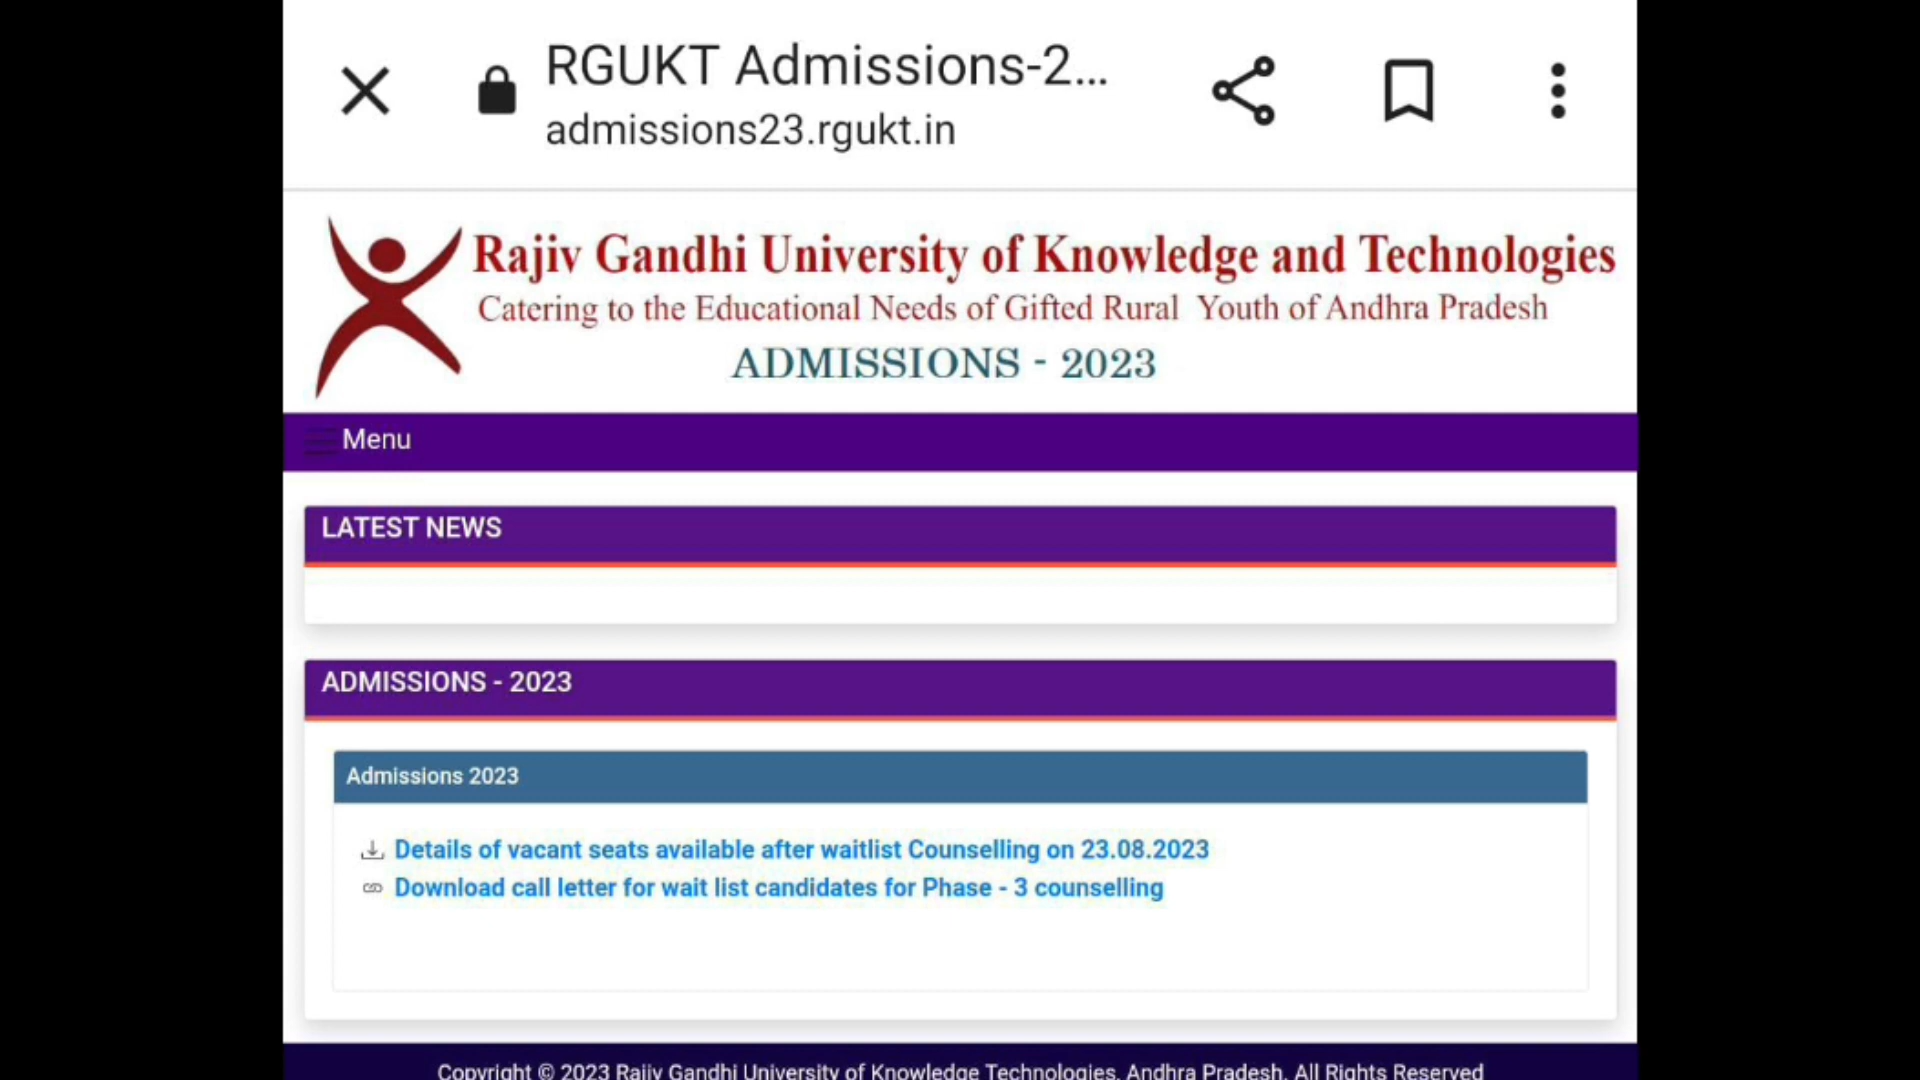 RGUKT Admissions-2...
admissions23.rgukt.in
Rajiv Gandhi University of Knowledge and Technologies
Catering to the Educational Needs of Gifted Rural Youth of Andhra Pradesh
ADMISSIONS - 2023
Menu
LATEST NEWS
ADMISSIONS - 2023
Admissions 2023
Details of vacant seats available after waitlist Counselling on 23.08.2023
Download call letter for wait list candidates for Phase - 3 counselling
Copyright © 2023 Rajiv Gandhi University of Knowledge Technologies, Andhra Pradesh. All Rights Reserved